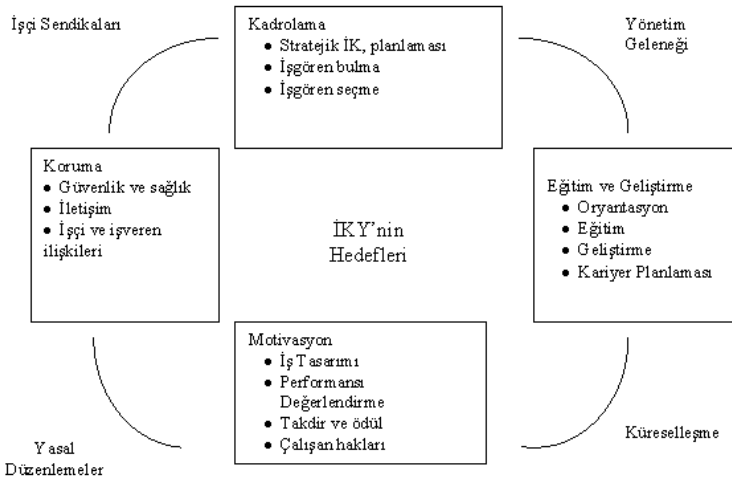 İşçi Sendikaları
Kadrolama
● Stratejik İK, planlaması
● İşgören bulma
● İşgören seçme
Yönetim
Geleneği
Koruma
● Güvenlik ve sağlık
● İletişim
● İşçi ve işveren
ilişkileri
İKY'nin
Hedefleri
Eğitim ve Geliştirme
● Oryantasyon
● Eğitim
● Geliştirme
● Kariyer Planlaması
Motivasyon
● İş Tasarımı
● Performansı
Değerlendirme
● Takdir ve ödül
● Çalışan hakları
Yasal
Düzenlemeler
Küreselleşme